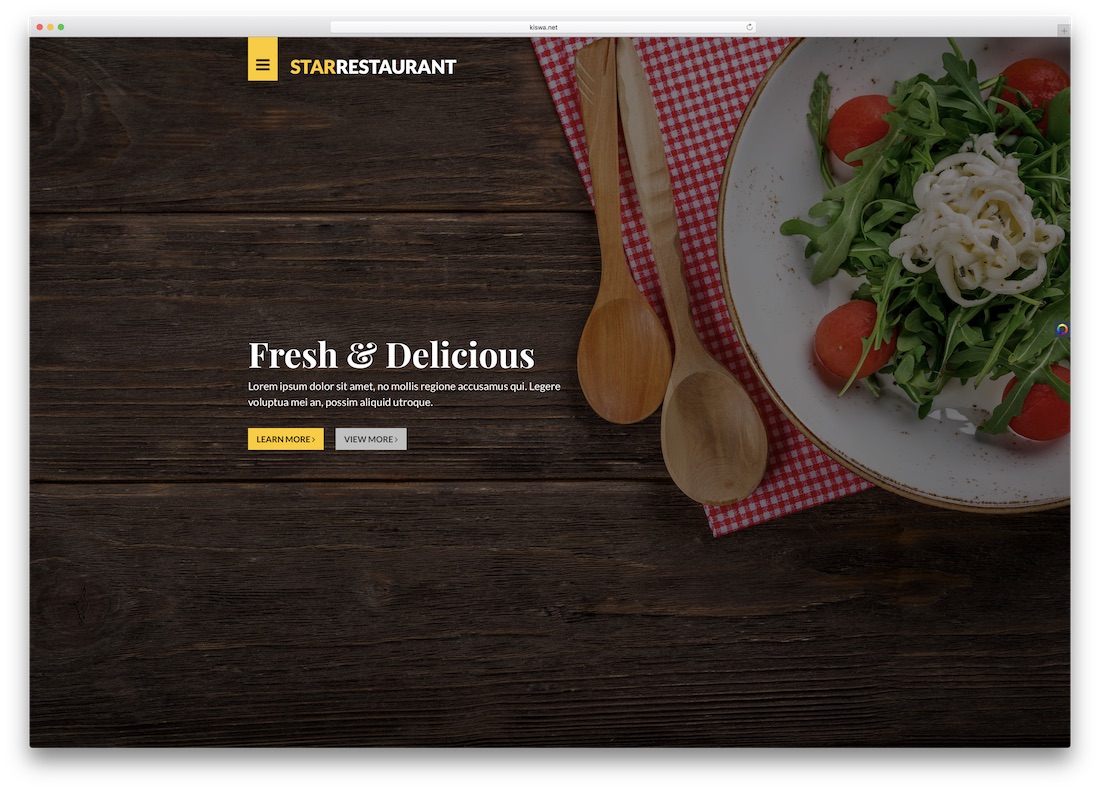 kiswa.net
STARRESTAURANT
Fresh & Delicious
Lorem ipsum dolor sit amet, no mollis regione accusamus qui. Legere
voluptua mei an, possim aliquid utroque.
LEARN MORE > VIEW MORE >